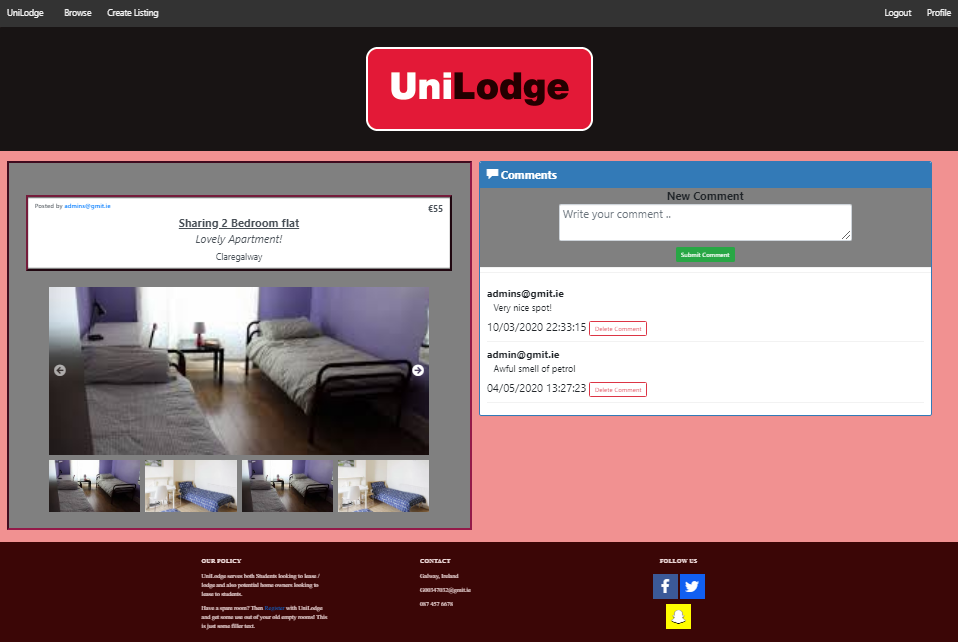 UniLodge Browse Create Listing Logout Profile
UniLodge
Posted by admins@gmit.ie
€55
Sharing 2 Bedroom flat
Lovely Apartment!
Claregalway
Comments
New Comment
Write your comment ..
Submit Comment
admins@gmit.ie
Very nice spot!
10/03/2020 22:33:15 Delete Comment
admin@gmit.ie
Awful smell of petrol
04/05/2020 13:27:23 Delete Comment
OUR POLICY
UniLodge serves both Students looking to lease /
lodge and also potential home owners looking to
lease to students.
Have a spare room? Then Register with UniLodge
and get some use out of your old empty rooms! This
is just some filler text.
CONTACT
Galway, Ireland
G00347032@gmit.ie
087 457 6678
FOLLOW US